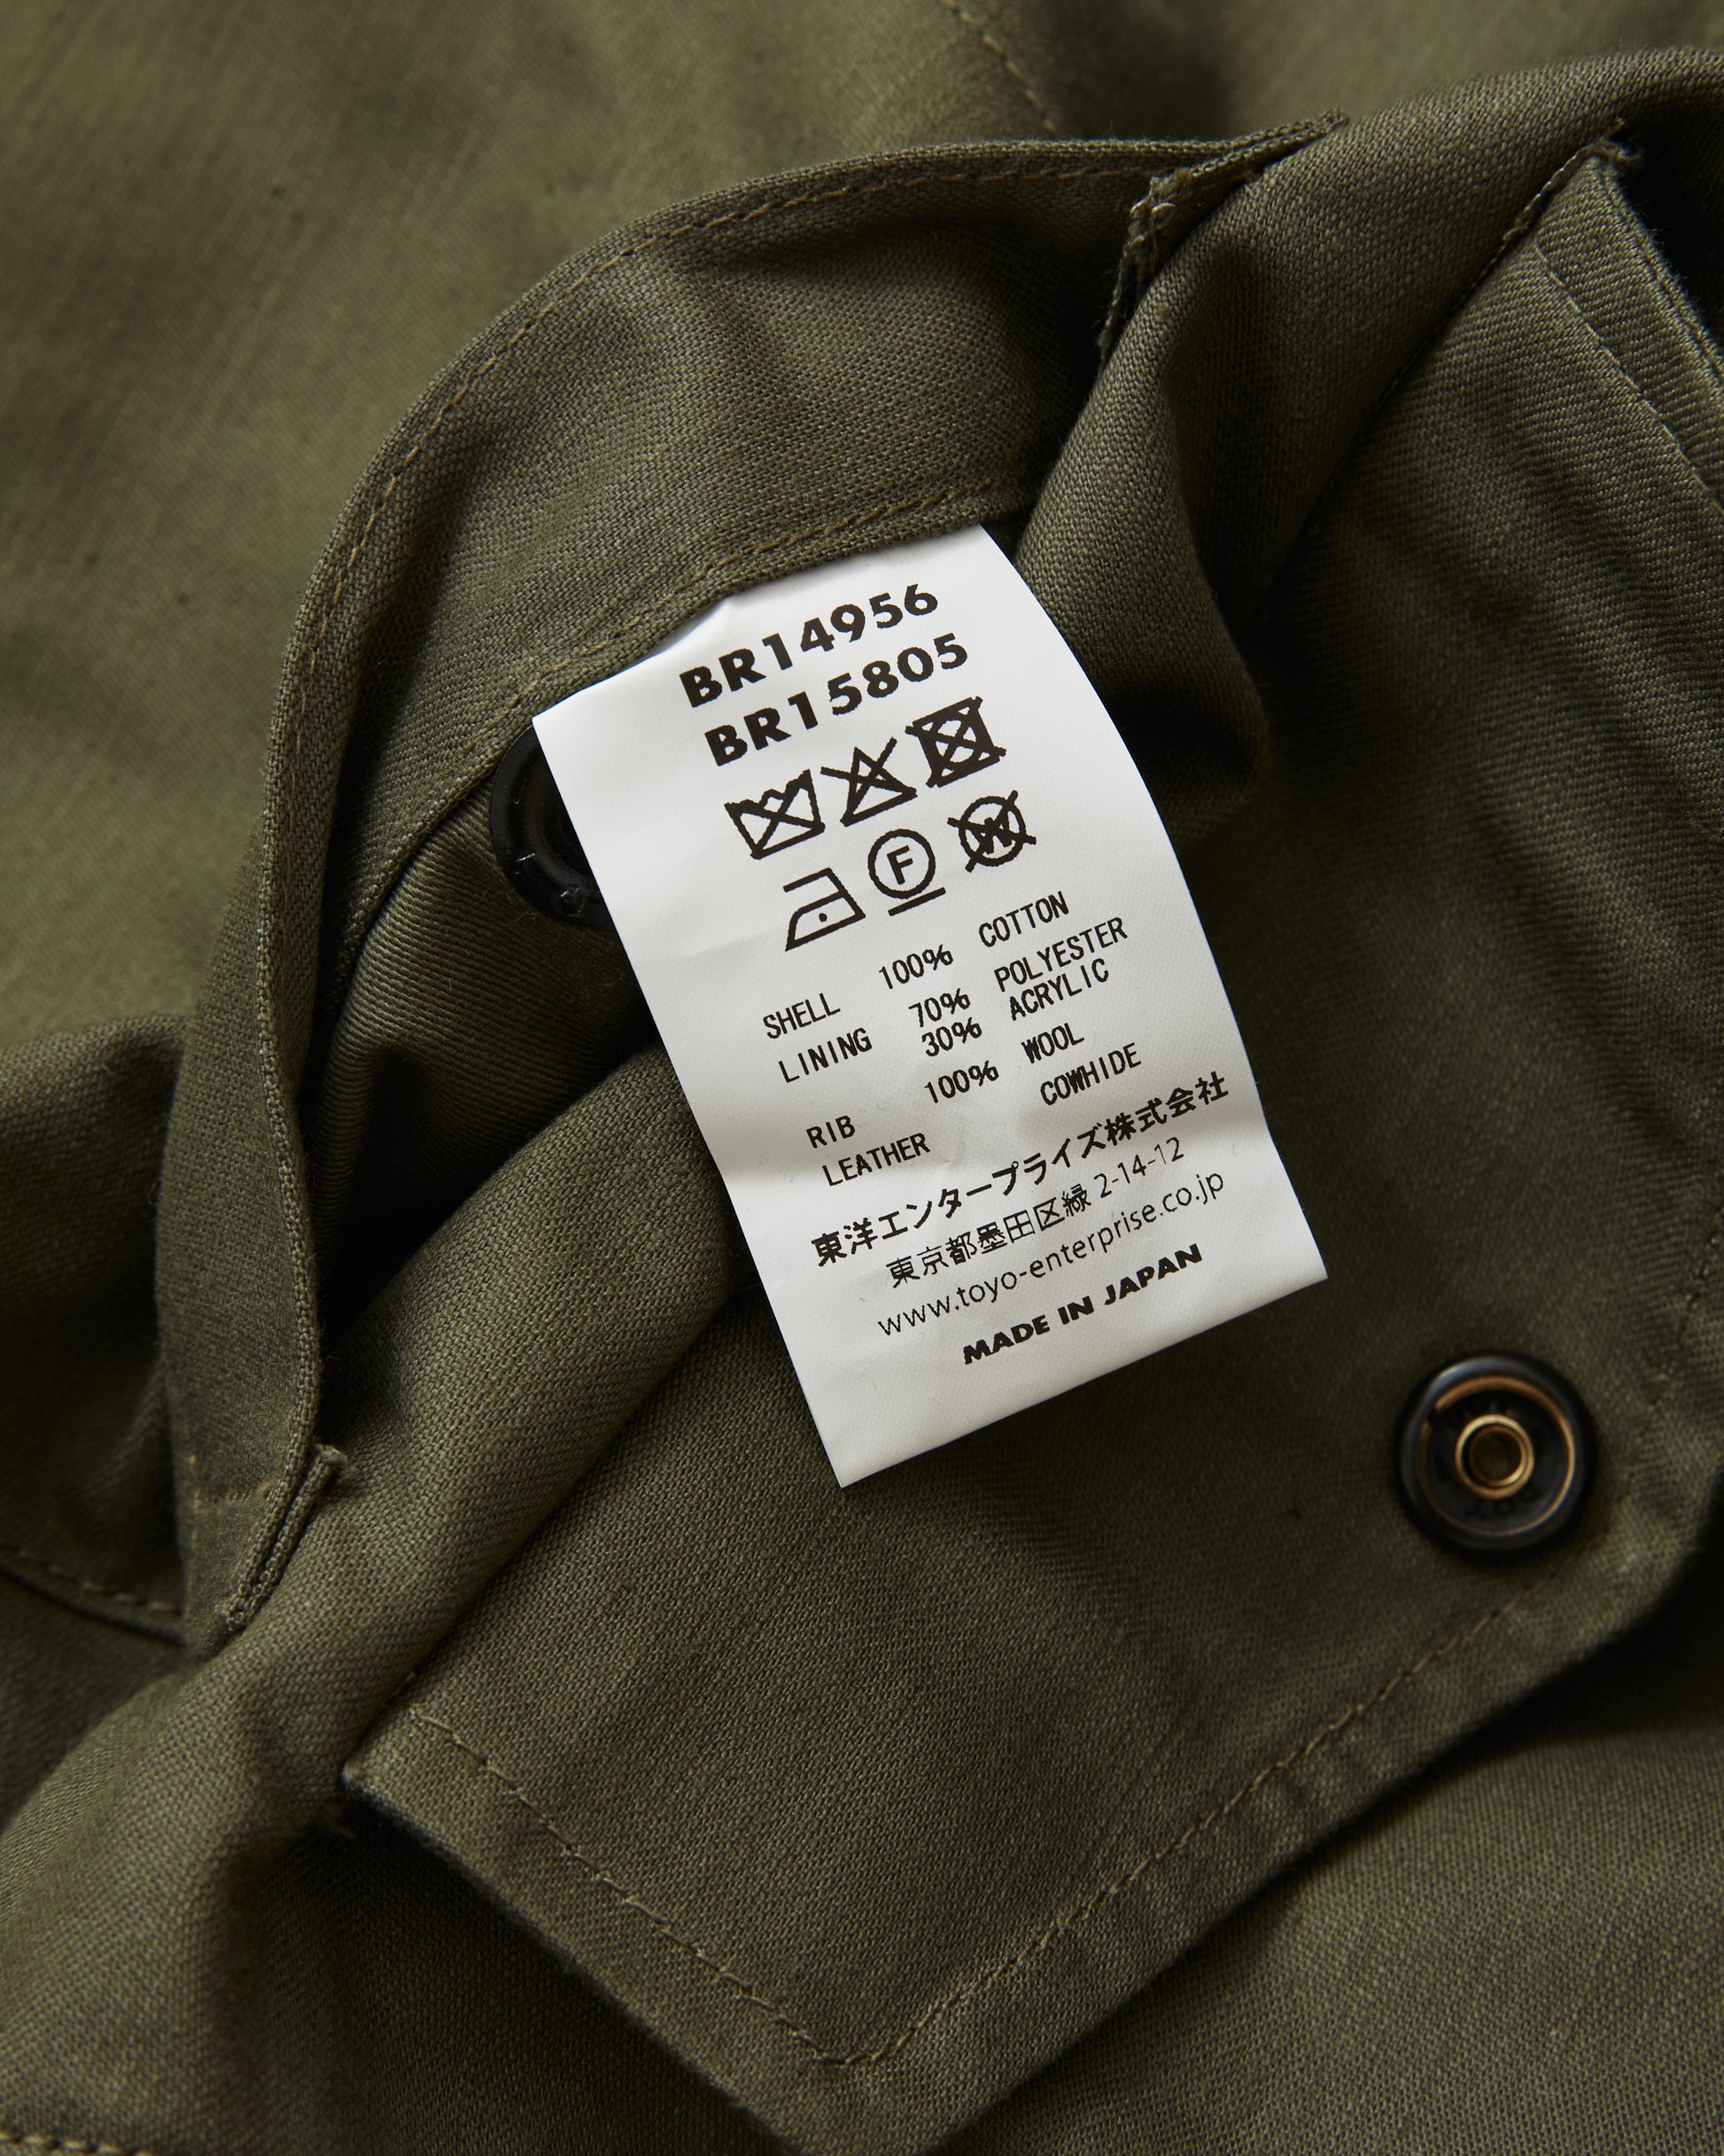 BR14956
BR15805
F W
SHELL 100% COTTON
LINING 70% POLYESTER
30% ACRYLIC
RIB 100% WOOL
LEATHER COWHIDE
東洋エンタープライズ株式会社
東京都墨田区緑 2-14-12
www.toyo-enterprise.co.jp
MADE IN JAPAN